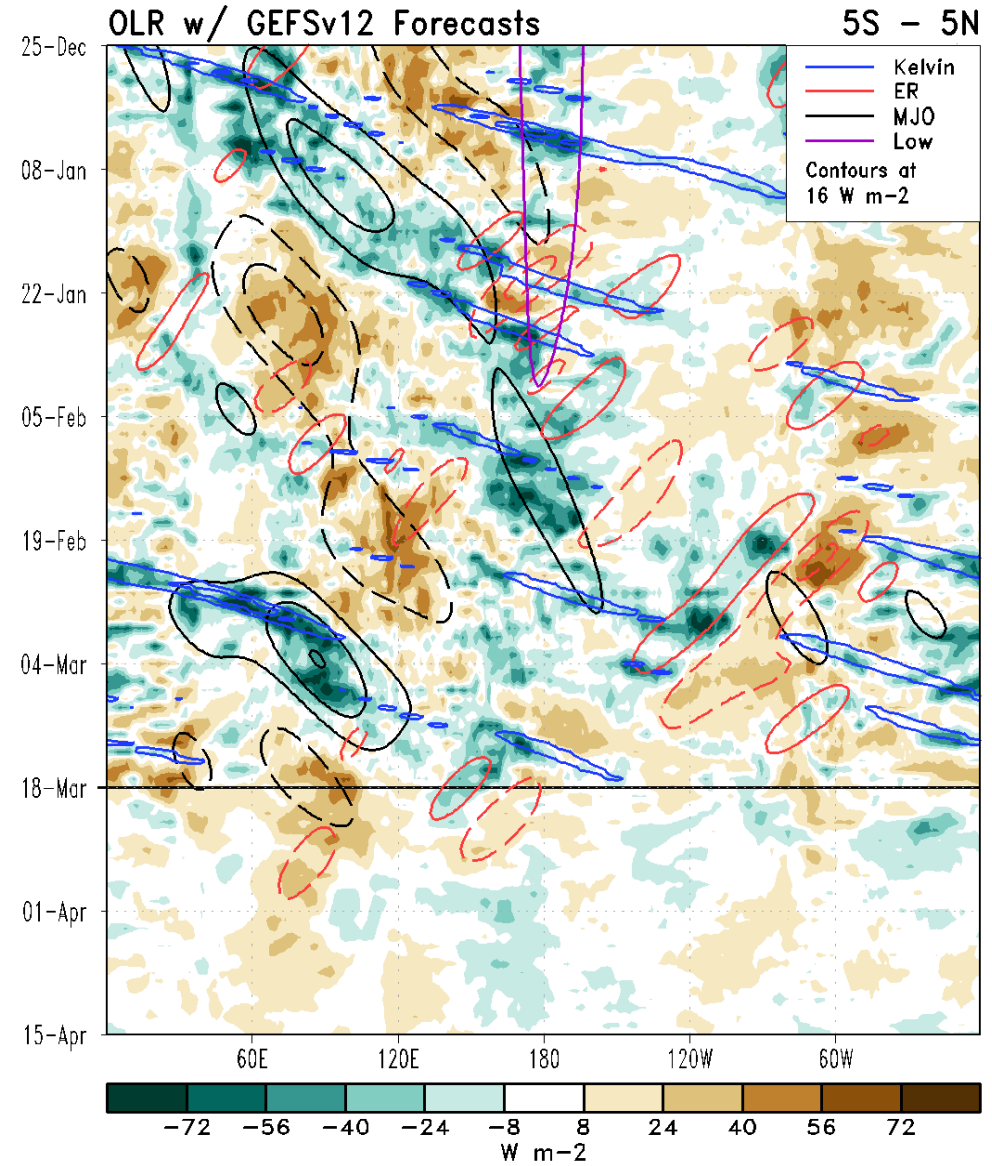 OLR w/ GEFSv12 Forecasts 5S - 5N
25-Dec
08-Jan
22-Jan
05-Feb
19-Feb
04-Mar
18-Mar
01-Apr
15-Apr
Kelvin
ER
MJO
Low
Contours at
16 W m-2
60E 120E 180 120W 60W
-72 -56 -40 -24 -8 8 24 40 56 72
W m-2